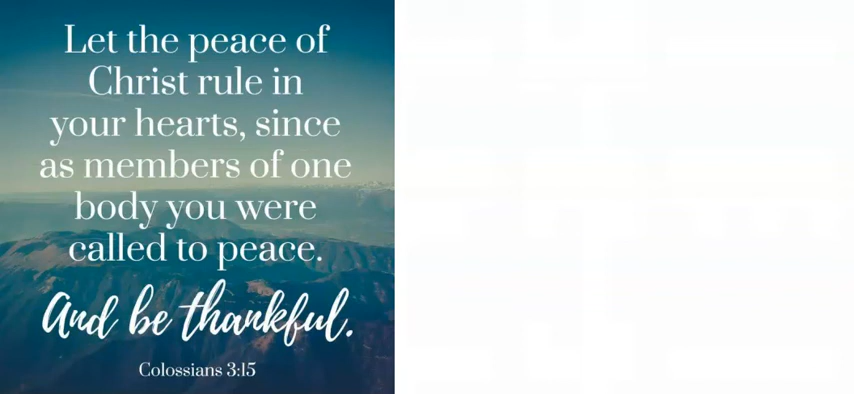 Let the peace of
Christ rule in
your hearts, since
as members of one
body you were
called to peace.
And be thankful.
Colossians 3:15